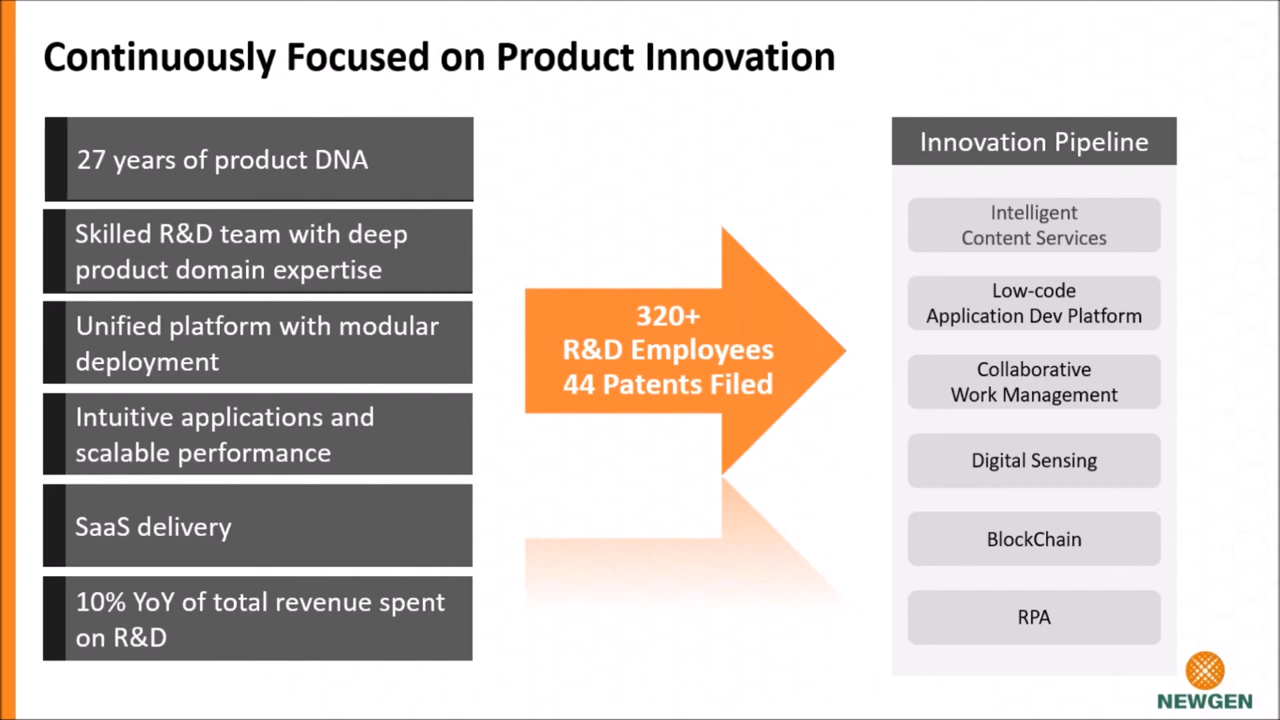 Continuously Focused on Product Innovation
27 years of product DNA
Skilled R&D team with deep
product domain expertise
Unified platform with modular
deployment
Intuitive applications and
scalable performance
SaaS delivery
10% YoY of total revenue spent
on R&D
320+
R&D Employees
44 Patents Filed
Innovation Pipeline
Intelligent
Content Services
Low-code
Application Dev Platform
Collaborative
Work Management
Digital Sensing
BlockChain
RPA
NEWGEN